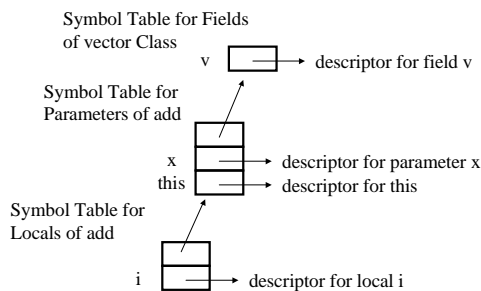 Symbol Table for Fields
of vector Class
v
descriptor for field v
Symbol Table for
Parameters of add
x
descriptor for parameter x
this
descriptor for this
Symbol Table for
Locals of add
i
descriptor for local i